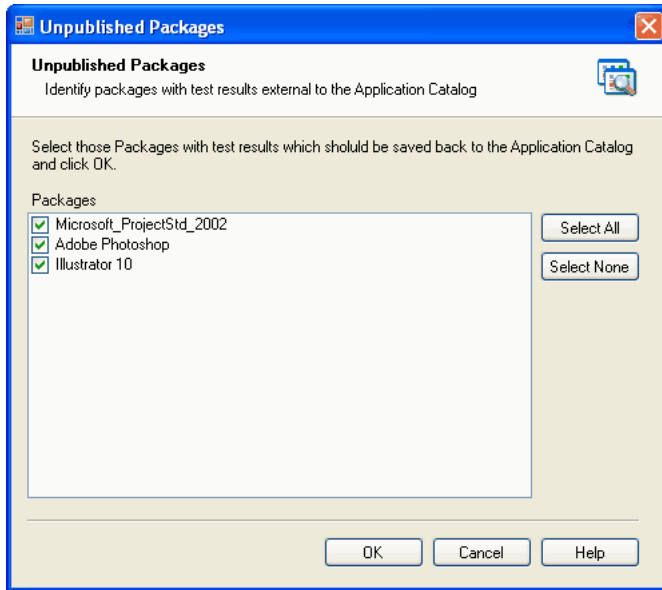 Unpublished Packages
Unpublished Packages
Identify packages with test results external to the Application Catalog
Select those Packages with test results which sholuld be saved back to the Application Catalog
and click OK.
Packages
Microsoft_ProjectStd_2002
Adobe Photoshop
Illustrator 10
Select All
Select None
OK
Cancel
Help